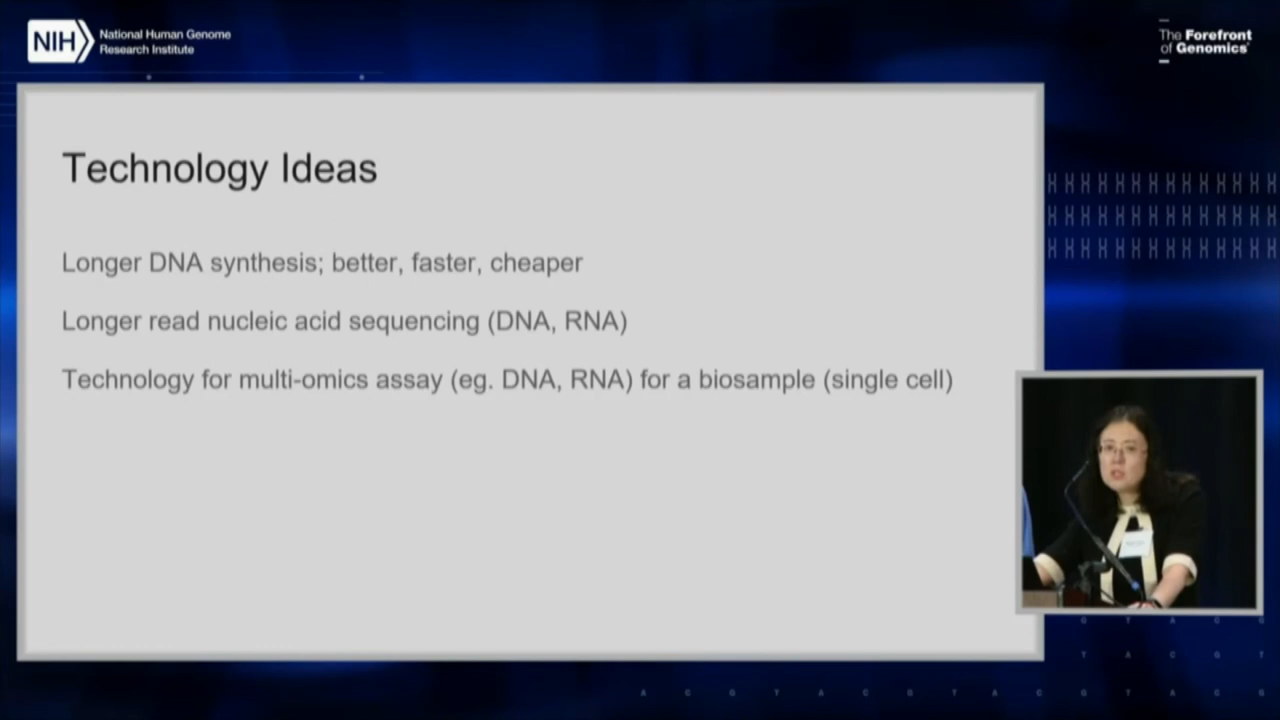 NIH
National Human Genome
Research Institute
The Forefront
of Genomics®
Technology Ideas
Longer DNA synthesis; better, faster, cheaper
Longer read nucleic acid sequencing (DNA, RNA)
Technology for multi-omics assay (eg. DNA, RNA) for a biosample (single cell)